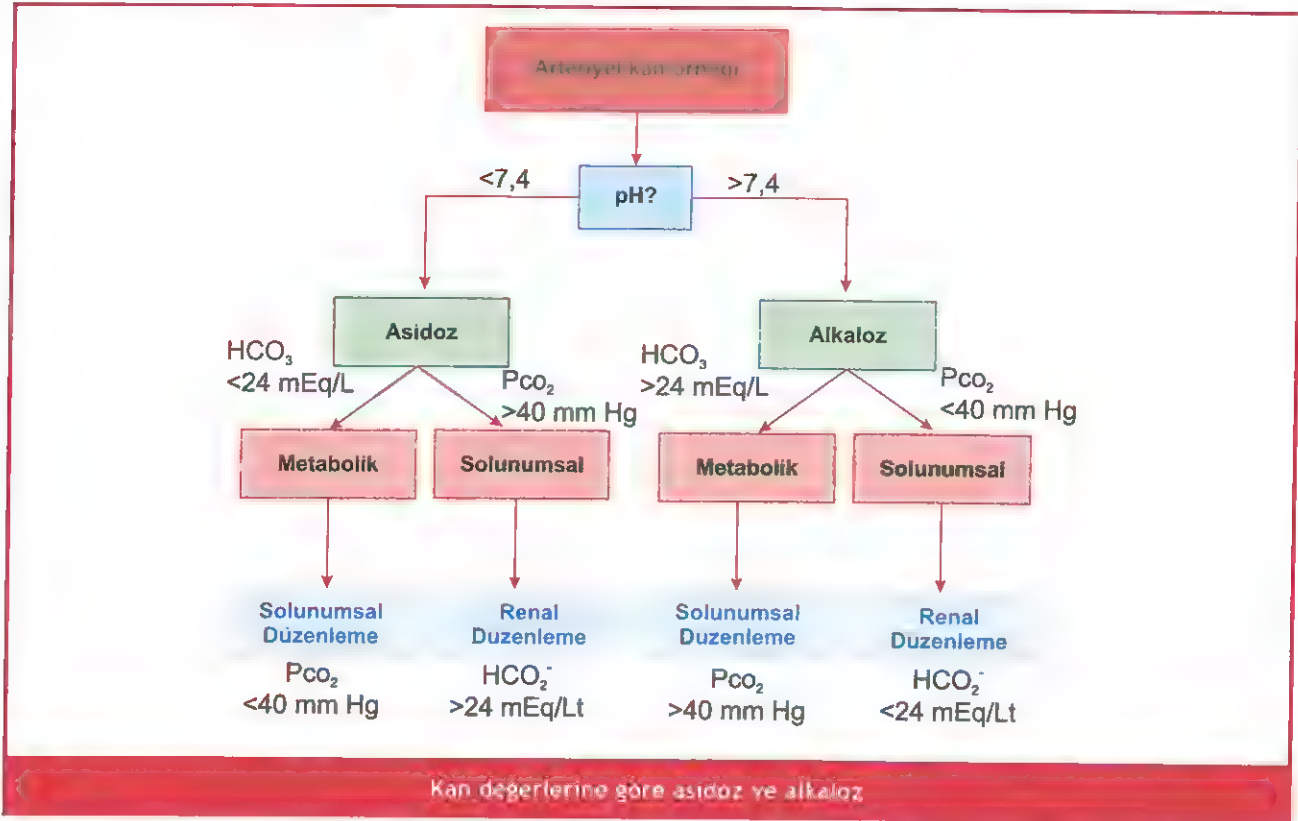 Arteriyel kan örneği
<7,4
pH?
>7,4
Asidoz
Alkaloz
HCO₃
<24 mEq/L
Pco₂
>40 mm Hg
HCO₃
>24 mEq/L
Pco₂
<40 mm Hg
Metabolik
Solunumsal
Metabolik
Solunumsal
Solunumsal
Düzenleme
Renal
Duzenleme
Solunumsal
Duzenleme
Renal
Duzenleme
Pco₂
<40 mm Hg
HCO₂⁻
>24 mEq/Lt
Pco₂
>40 mm Hg
HCO₂⁻
<24 mEq/Lt
Kan değerlerine göre asidoz ve alkaloz